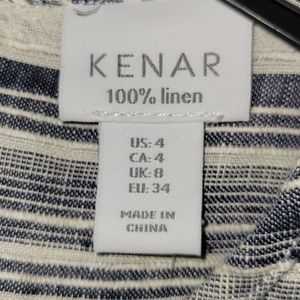 KENAR
100% linen
US: 4
CA: 4
UK: 8
EU: 34
MADE IN
CHINA